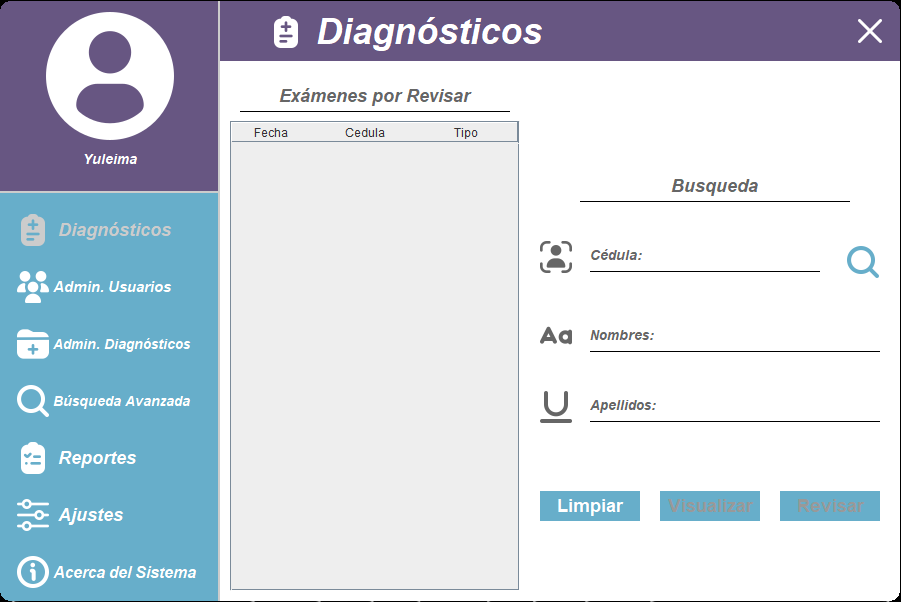 Yuleima
Diagnósticos
Admin. Usuarios
Admin. Diagnósticos
Búsqueda Avanzada
Reportes
Ajustes
Acerca del Sistema
Diagnósticos
Exámenes por Revisar
Fecha Cedula Tipo
Busqueda
Cédula:
Aa Nombres:
U Apellidos:
Limpiar Visualizar Revisar